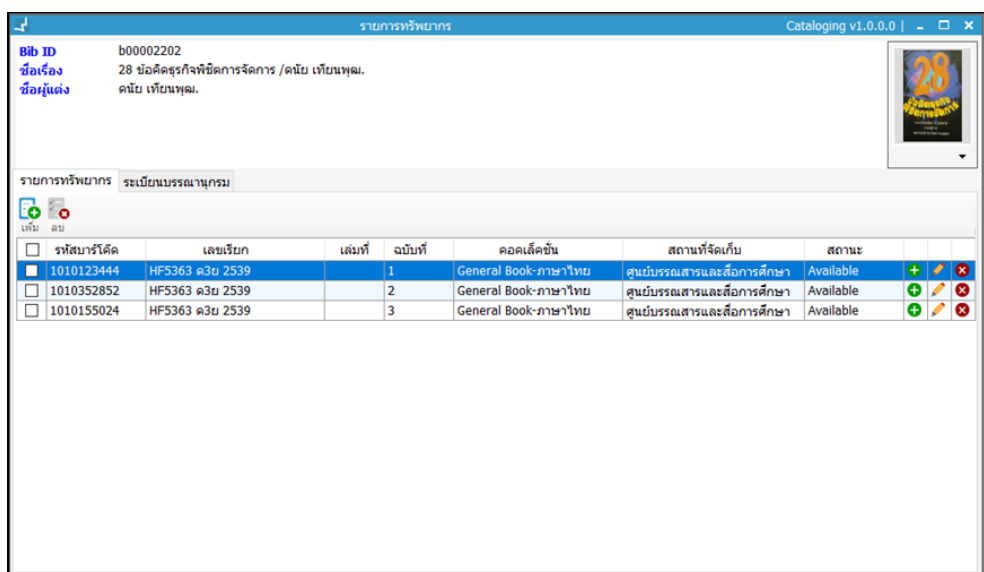 รายการทรัพยากร Cataloging v1.0.0.0 |
Bib ID b00002202
ชื่อเรื่อง 28 ข้อคิดธุรกิจพิชิตการจัดการ /ดนัย เทียนพุฒ.
ชื่อผู้แต่ง ดนัย เทียนพุฒ.
28
รายการทรัพยากร ระเบียนบรรณานุกรม
เพิ่ม ลบ
รหัสบาร์โค้ด เลขเรียก เล่มที่ ฉบับที่ คอคเล็คชั่น สถานที่จัดเก็บ สถานะ
1010123444 HF5363 ด3ย 2539 1 General Book-ภาษาไทย ศูนย์บรรณสารและสื่อการศึกษา Available
1010352852 HF5363 ด3ย 2539 2 General Book-ภาษาไทย ศูนย์บรรณสารและสื่อการศึกษา Available
1010155024 HF5363 ด3ย 2539 3 General Book-ภาษาไทย ศูนย์บรรณสารและสื่อการศึกษา Available